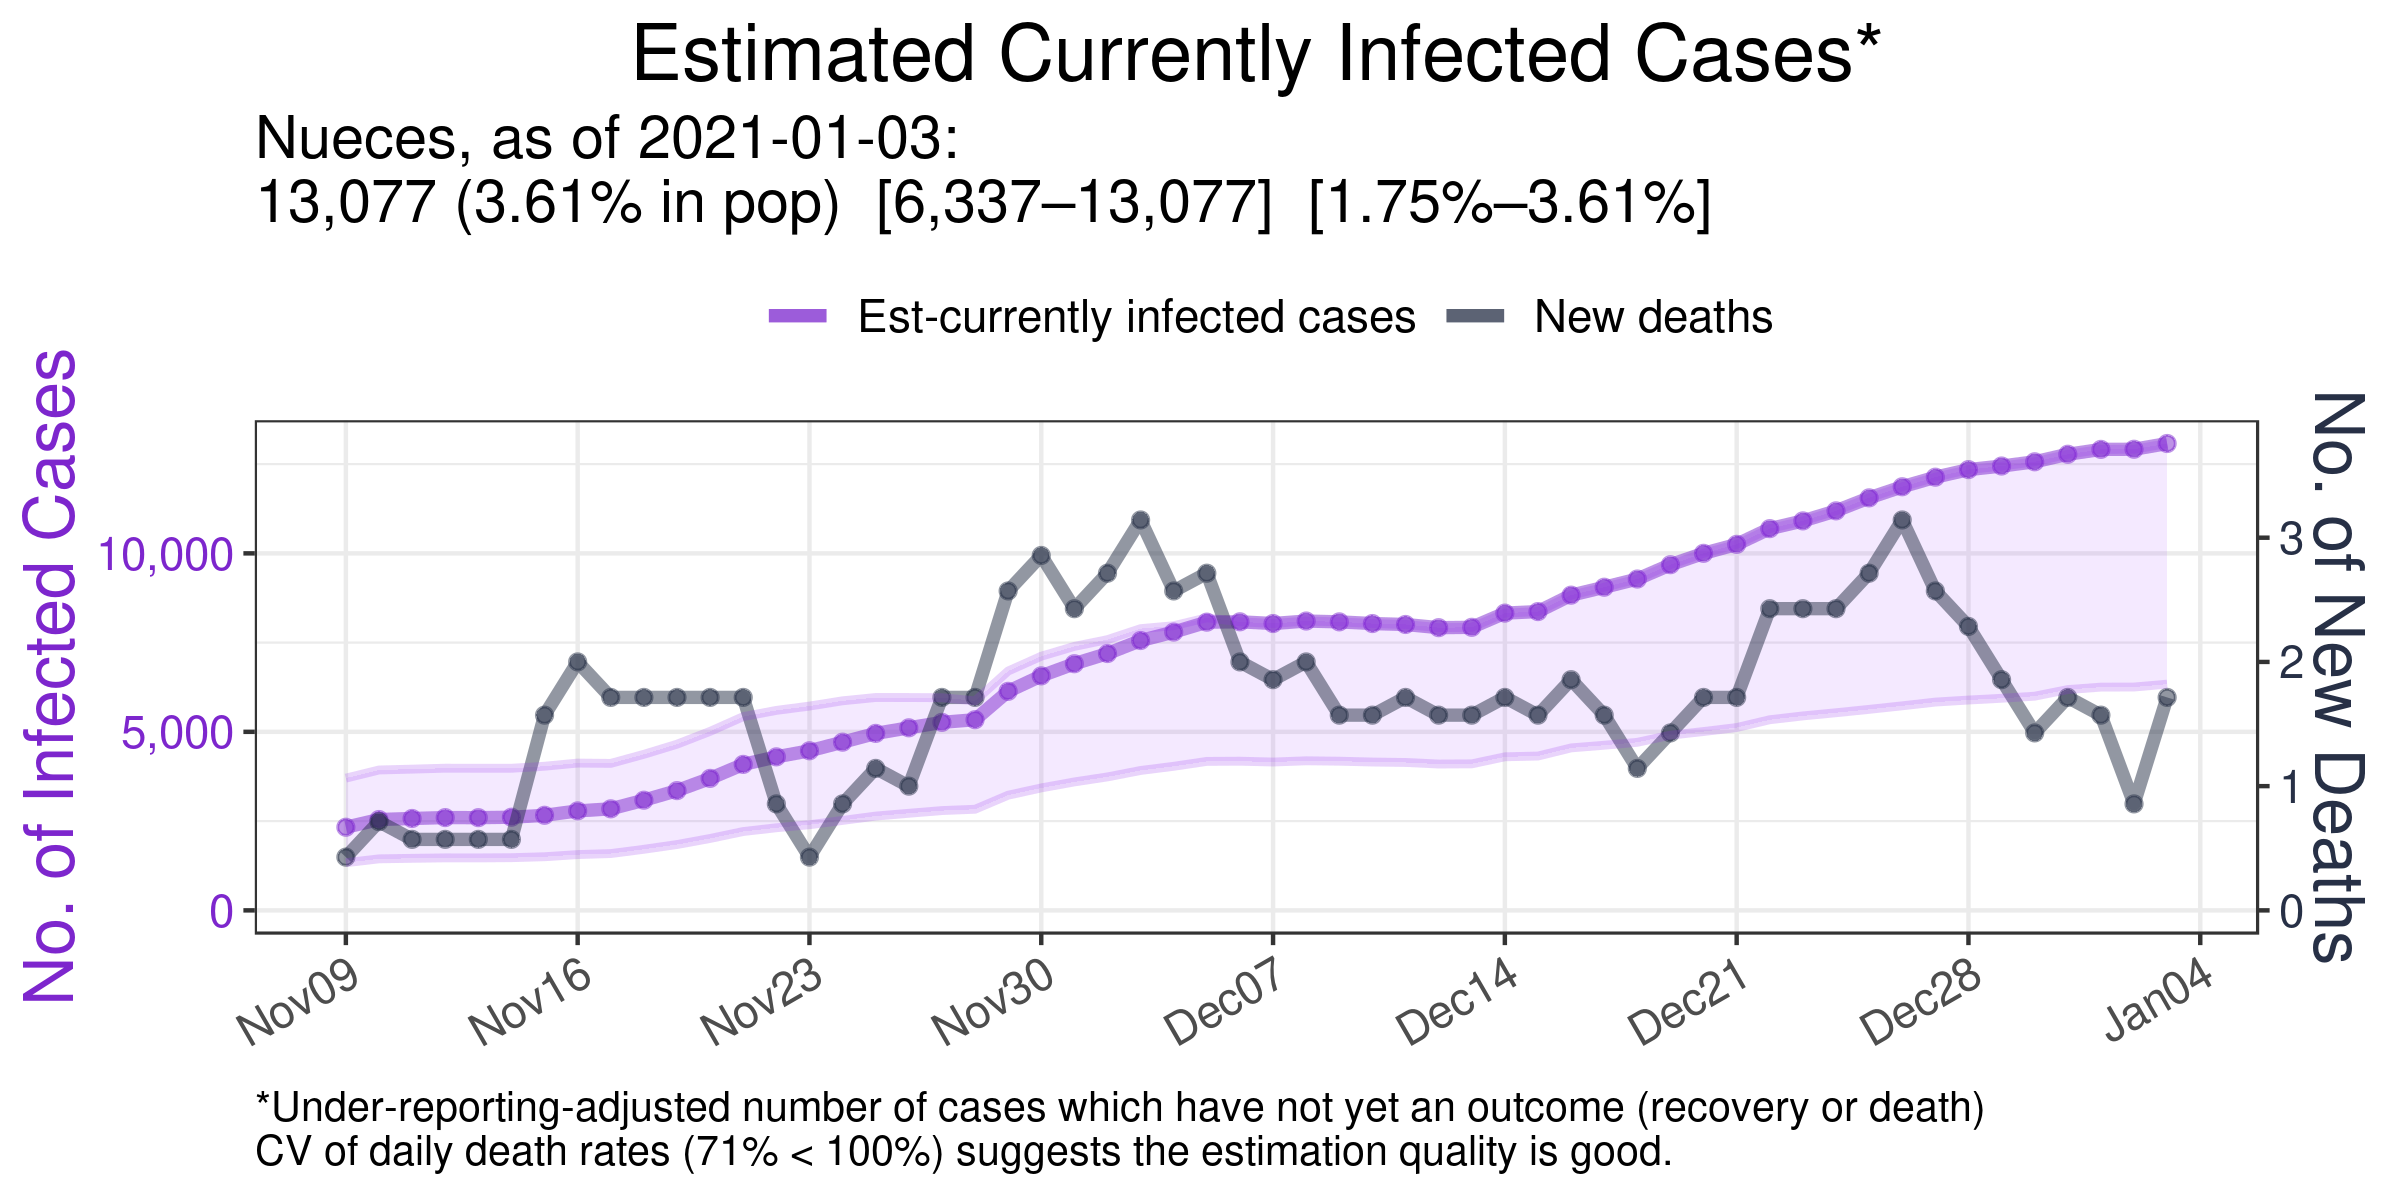 Estimated Currently Infected Cases*
Nueces, as of 2021-01-03:
13,077 (3.61% in pop)  [6,337–13,077]  [1.75%–3.61%]
Est-currently infected cases
New deaths
No. of Infected Cases
10,000
5,000
0
3
2
1
0
No. of New Deaths
Nov09
Nov16
Nov23
Nov30
Dec07
Dec14
Dec21
Dec28
Jan04
*Under-reporting-adjusted number of cases which have not yet an outcome (recovery or death)
CV of daily death rates (71% < 100%) suggests the estimation quality is good.